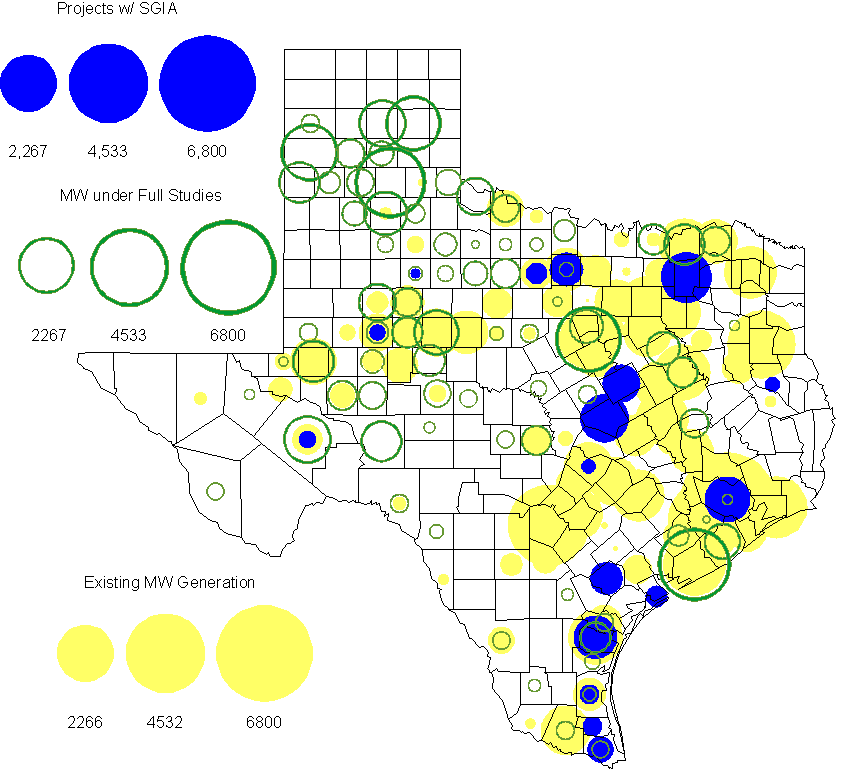 Projects w/ SGIA
2,267 4,533 6,800
MW under Full Studies
2267 4533 6800
Existing MW Generation
2266 4532 6800